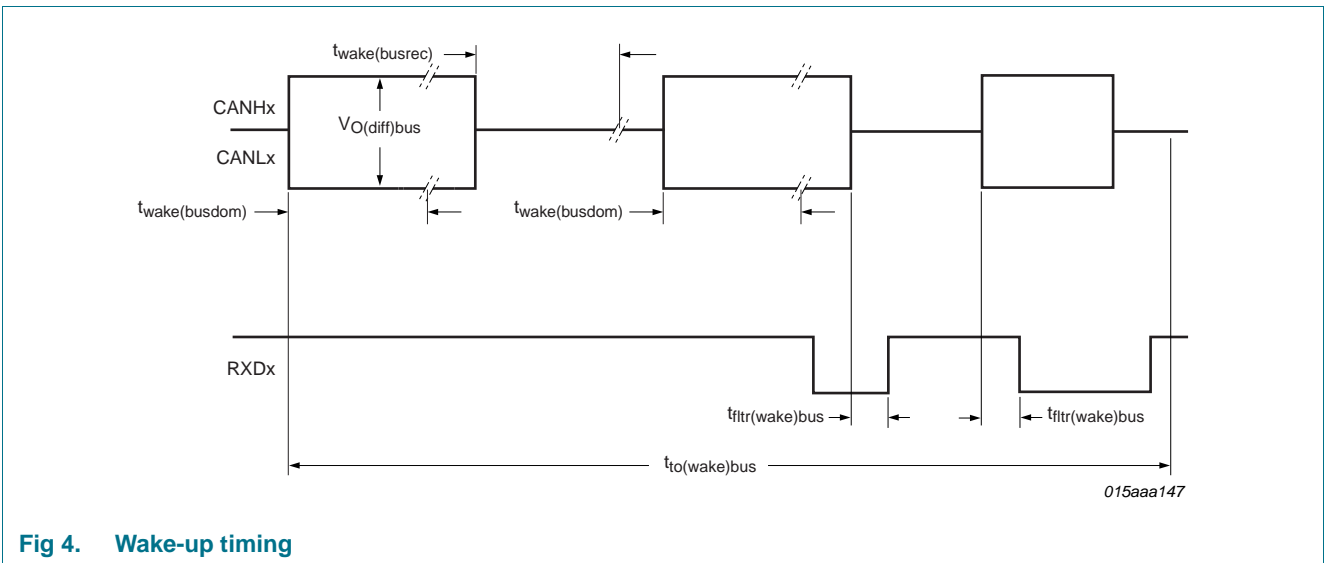 twake(busrec)
CANHx
VO(diff)bus
CANLx
twake(busdom)
twake(busdom)
RXDx
tfltr(wake)bus
tfltr(wake)bus
tto(wake)bus
015aaa147
Fig 4. Wake-up timing